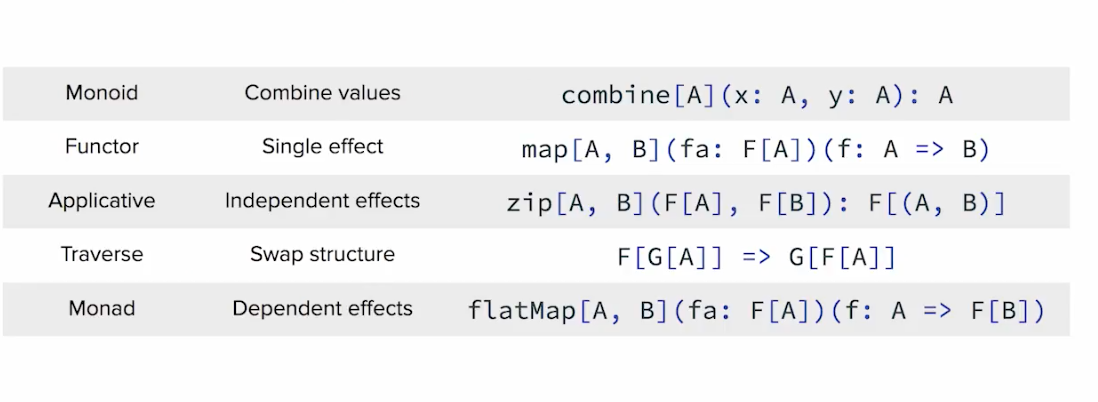 Monoid Combine values combine[A](x: A, y: A): A
Functor Single effect map[A, B](fa: F[A])(f: A => B)
Applicative Independent effects zip[A, B](F[A], F[B]): F[(A, B)]
Traverse Swap structure F[G[A]] => G[F[A]]
Monad Dependent effects flatMap[A, B](fa: F[A])(f: A => F[B])